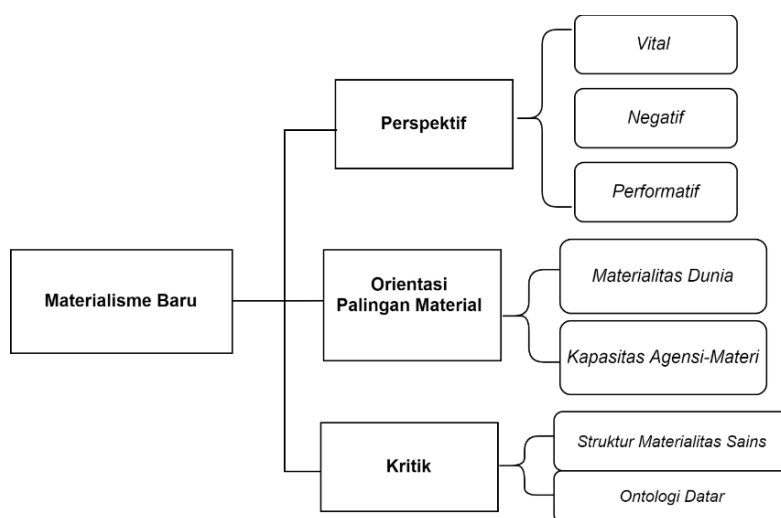 Materialisme Baru
Perspektif
Vital
Negatif
Performatif
Orientasi
Palingan Material
Materialitas Dunia
Kapasitas Agensi-Materi
Kritik
Struktur Materialitas Sains
Ontologi Datar